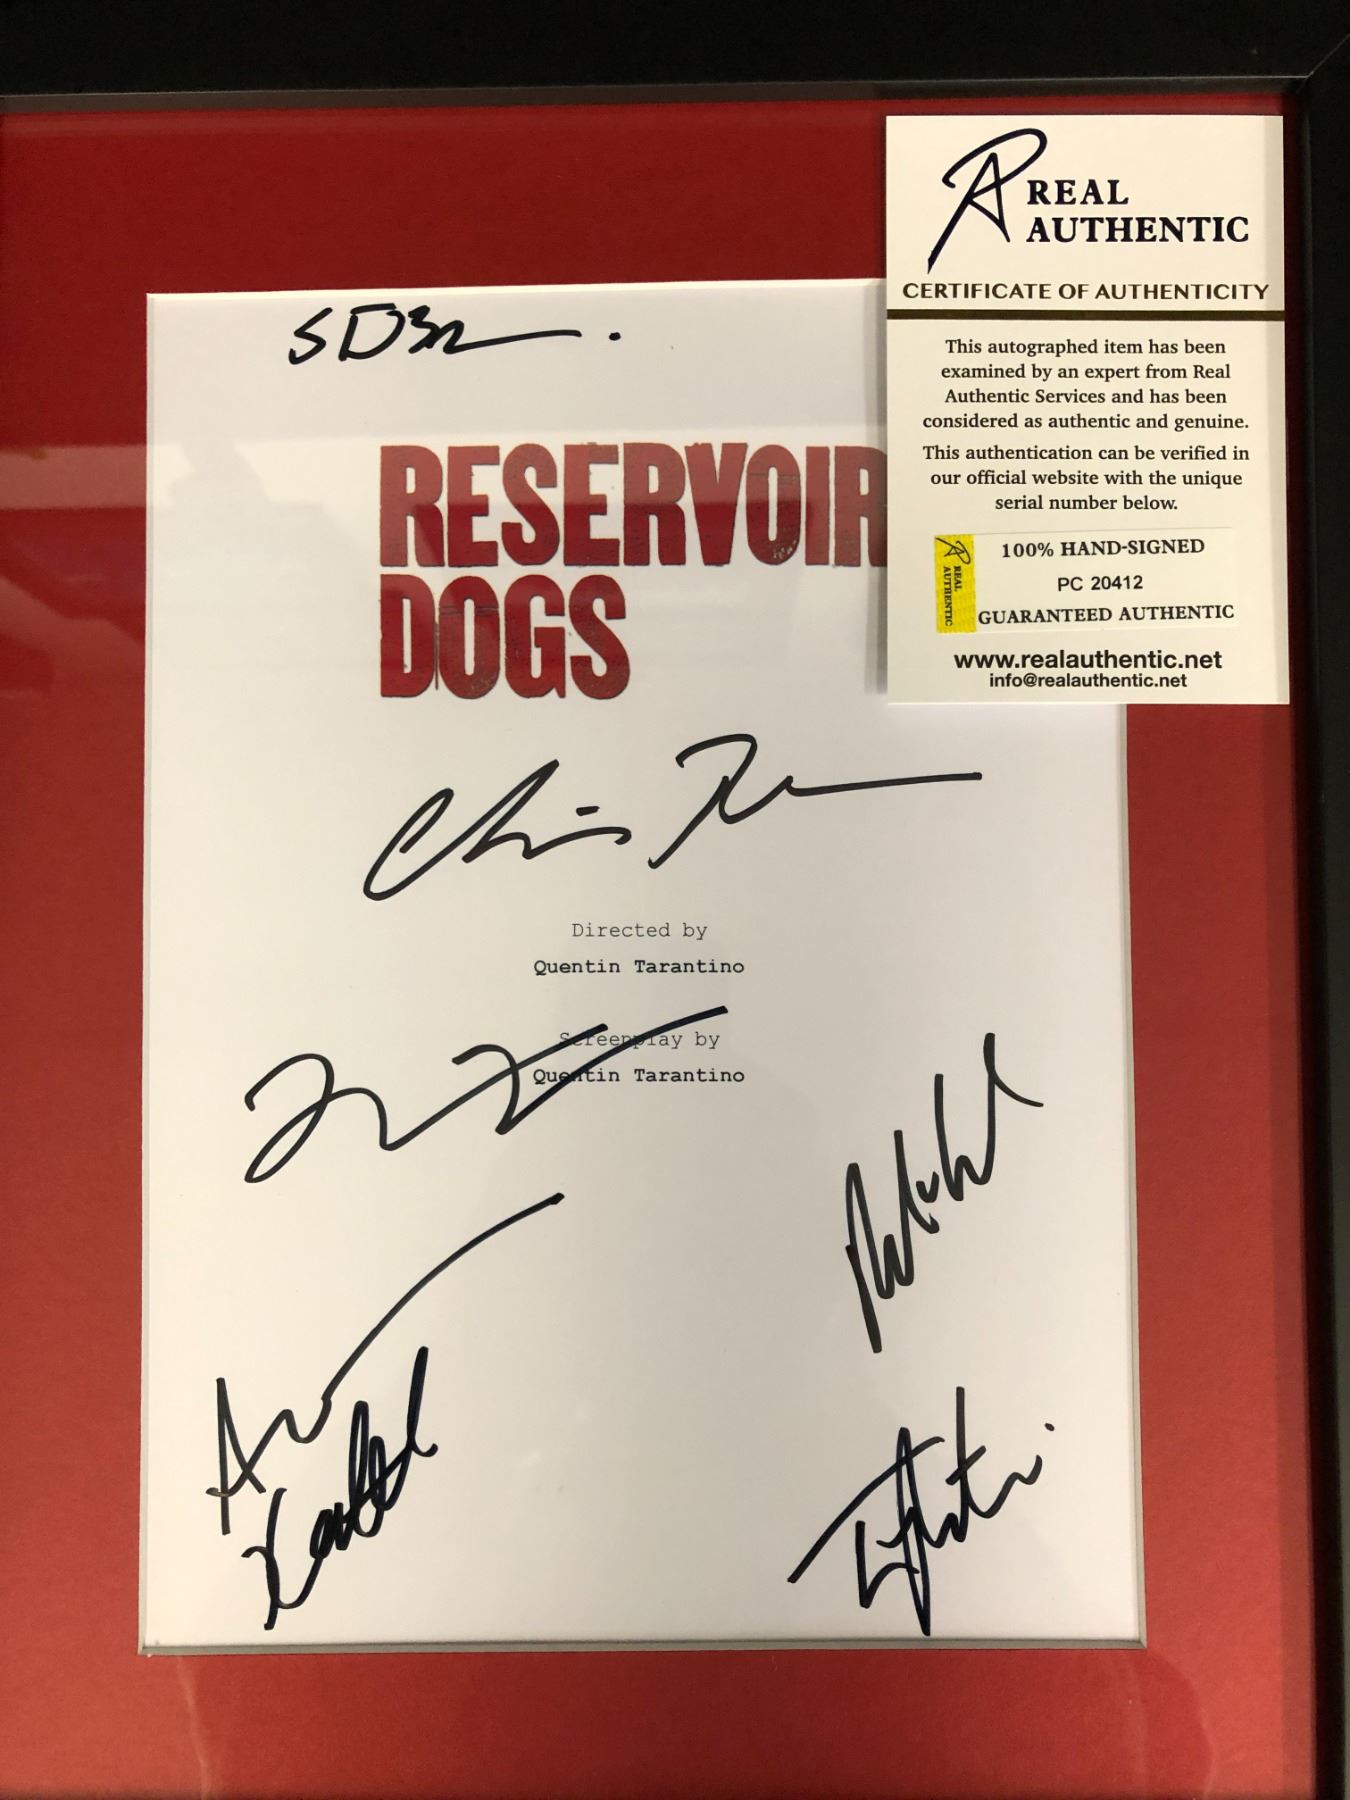 REAL
AUTHENTIC
CERTIFICATE OF AUTHENTICITY
This autographed item has been
examined by an expert from Real
Authentic Services and has been
considered as authentic and genuine.
This authentication can be verified in
our official website with the unique
serial number below.
REAL
AUTHENTIC
100% HAND-SIGNED
PC 20412
GUARANTEED AUTHENTIC
www.realauthentic.net
info@realauthentic.net
RESERVOIR
DOGS
Directed by
Quentin Tarantino
Screenplay by
Quentin Tarantino